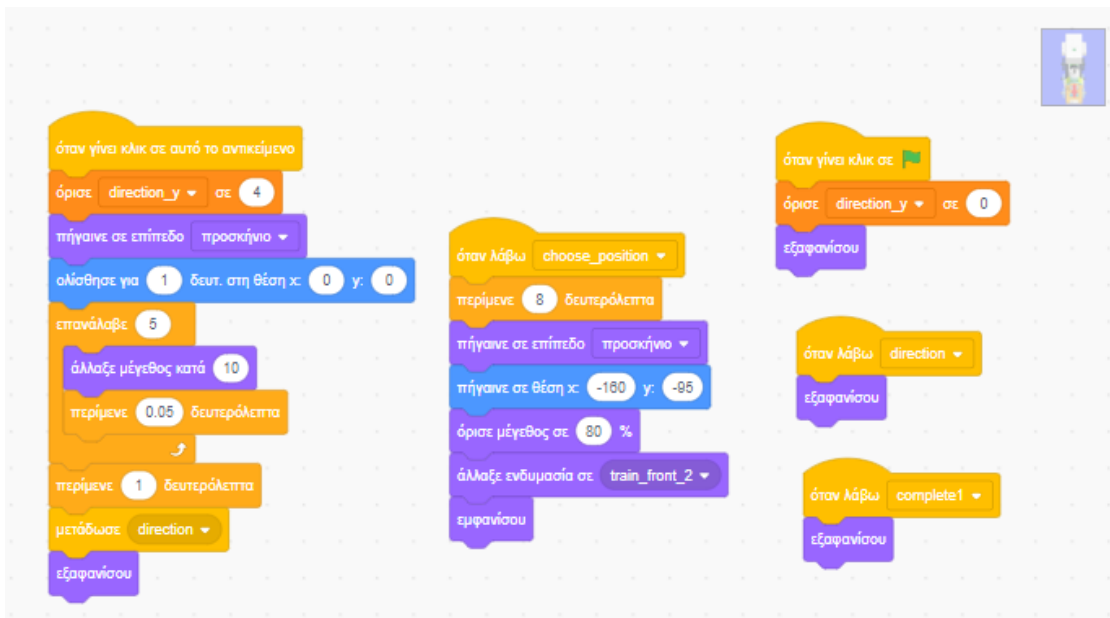 όταν γίνει κλικ σε αυτό το αντικείμενο
όρισε direction_y σε 4
πήγαινε σε επίπεδο προσκήνιο
ολίσθησε για 1 δευτ. στη θέση x: 0 y: 0
επανάλαβε 5
άλλαξε μέγεθος κατά 10
περίμενε 0.05 δευτερόλεπτα
περίμενε 1 δευτερόλεπτα
μετάδωσε direction
εξαφανίσου
όταν λάβω choose_position
περίμενε 8 δευτερόλεπτα
πήγαινε σε επίπεδο προσκήνιο
πήγαινε σε θέση x: -160 y: -95
όρισε μέγεθος σε 80 %
άλλαξε ενδυμασία σε train_front_2
εμφανίσου
όταν γίνει κλικ σε
όρισε direction_y σε 0
εξαφανίσου
όταν λάβω direction
εξαφανίσου
όταν λάβω complete1
εξαφανίσου